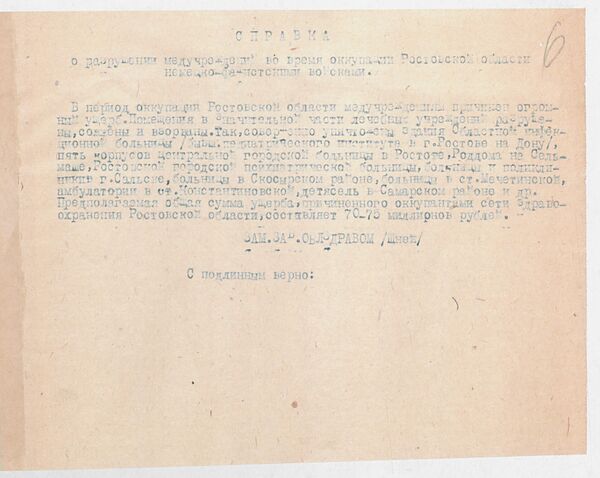 6
СПРАВКА
о разрушении медучреждений во время оккупации Ростовской области
немецко-фашистскими войсками.
В период оккупации Ростовской области медучреждениям причинен огром-
ный ущерб.Помещения в значительной части лечебных учреждений разруше-
ны,сожжены и взорваны.Так,совершенно уничтожены здания Областной инфек-
ционной больницы /бывш.педиатрического института в г.Ростове на Дону/,
пять корпусов центральной городской больницы в Ростове,Роддома на Сель-
маше,Ростовской городской психиатрической больницы,больницы и поликли-
ники в г.Сальске,больницы в Скосырском районе,больницы в ст.Мечетинской,
амбулатории в ст.Константиновской,детясель в Самарском районе и др.
Предполагаемая общая сумма ущерба,причиненного оккупантами сети здраво-
охранения Ростовской области,составляет 70-75 миллионов рублей.
ЗАМ.ЗАВ.ОБЛЗДРАВОМ /Шнек/
С подлинным верно: